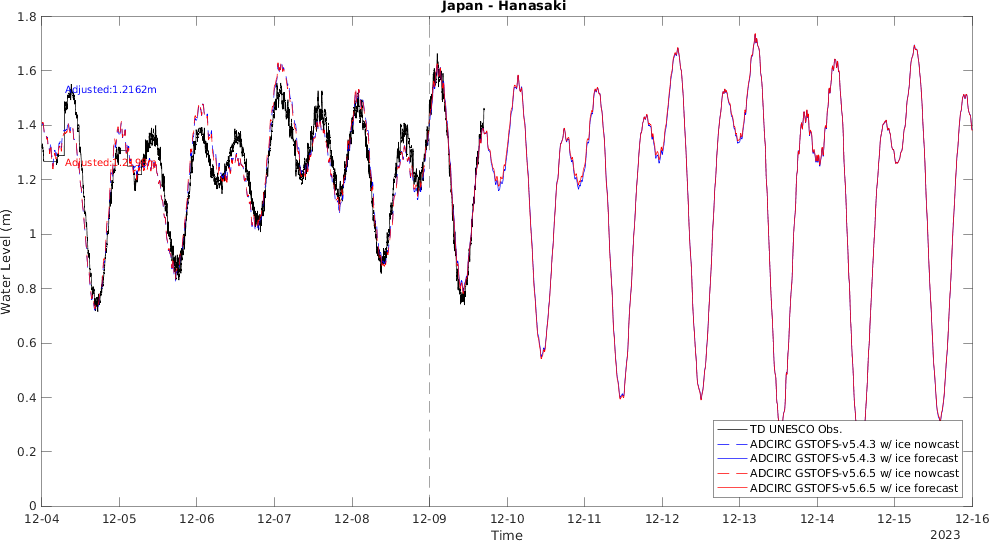 Japan - Hanasaki
1.8
1.6
1.4
1.2
1
0.8
0.6
0.4
0.2
0
Water Level (m)
Adjusted:1.2162m
TD UNESCO Obs.
ADCIRC GSTOFS-v5.4.3 w/ ice nowcast
ADCIRC GSTOFS-v5.4.3 w/ ice forecast
ADCIRC GSTOFS-v5.6.5 w/ ice nowcast
ADCIRC GSTOFS-v5.6.5 w/ ice forecast
12-04 12-05 12-06 12-07 12-08 12-09 12-10 12-11 12-12 12-13 12-14 12-15 12-16
Time
2023